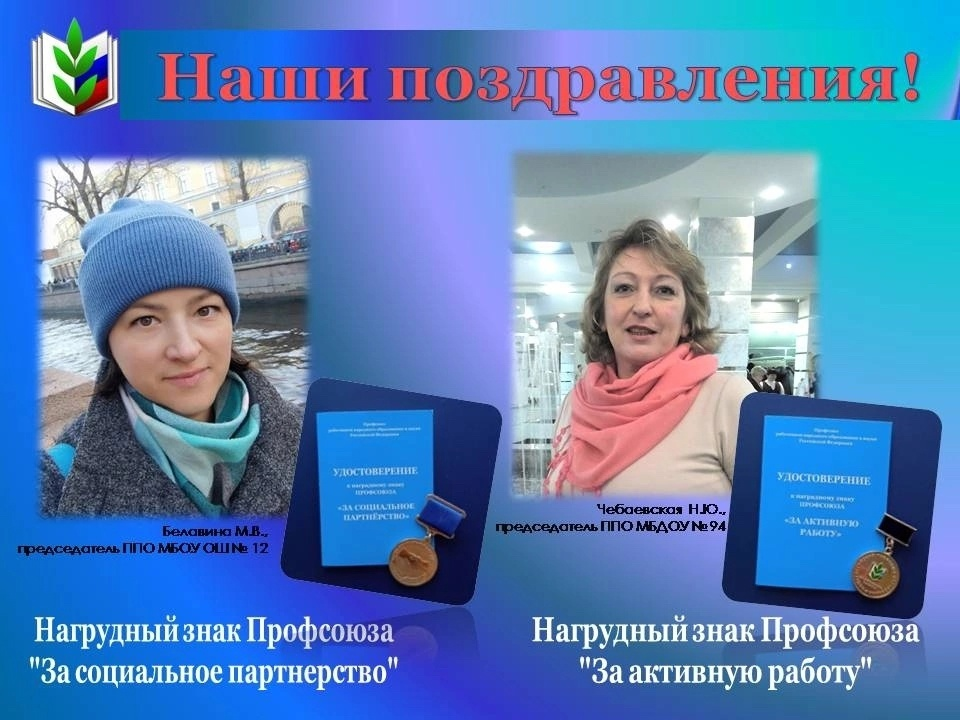 Наши поздравления!
Белавина М.В.,
председатель ППО МБОУ ОШ № 12
Профсоюз
работников народного образования и науки
Российской Федерации
УДОСТОВЕРЕНИЕ
к нагрудному знаку
ПРОФСОЮЗА
«ЗА СОЦИАЛЬНОЕ
ПАРТНЁРСТВО»
Нагрудный знак Профсоюза
"За социальное партнерство"
Чебаевская Н.Ю.,
председатель ППО МБДОУ № 94
Профсоюз
работников народного образования и науки
Российской Федерации
УДОСТОВЕРЕНИЕ
к нагрудному знаку
ПРОФСОЮЗА
«ЗА АКТИВНУЮ
РАБОТУ»
Нагрудный знак Профсоюза
"За активную работу"